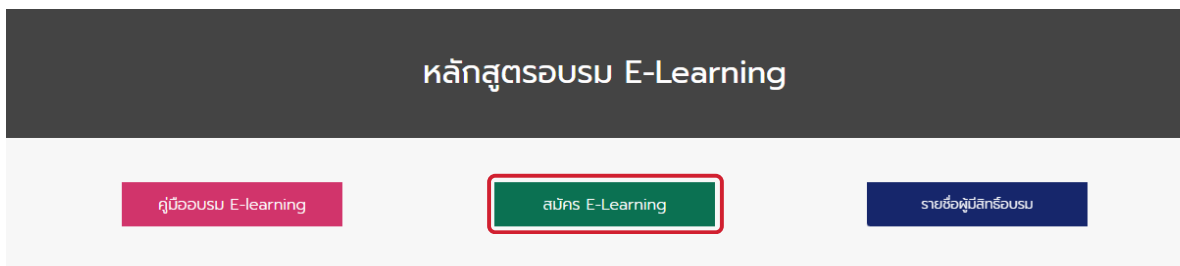 หลักสูตรอบรม E-Learning
คู่มืออบรม E-learning
สมัคร E-Learning
รายชื่อผู้มีสิทธิ์อบรม